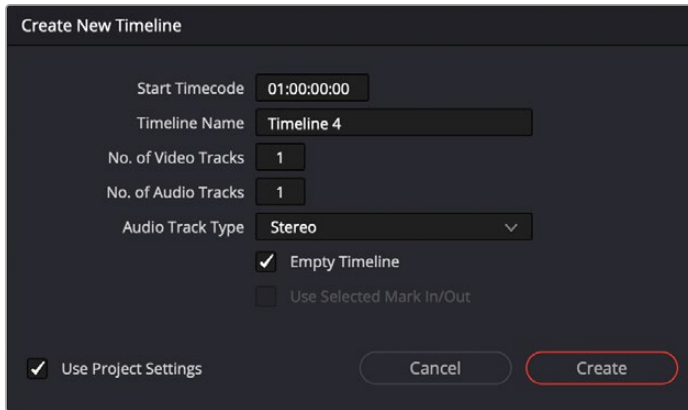 Create New Timeline
Start Timecode 01:00:00:00
Timeline Name Timeline 4
No. of Video Tracks 1
No. of Audio Tracks 1
Audio Track Type Stereo
Empty Timeline
Use Selected Mark In/Out
Use Project Settings Cancel Create